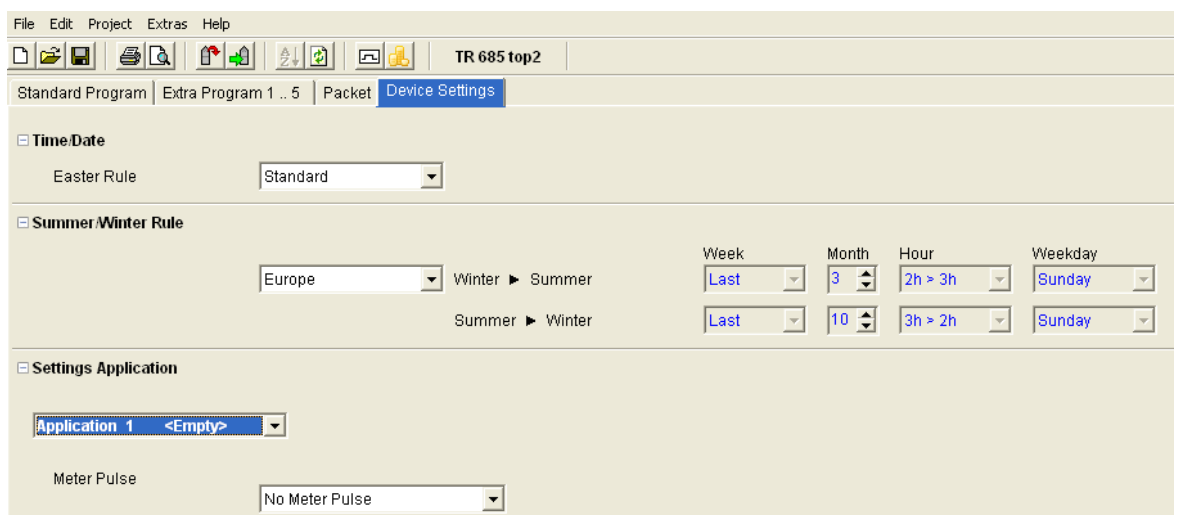 File Edit Project Extras Help
TR 685 top2
Standard Program Extra Program 1 .. 5 Packet Device Settings
Time/Date
Easter Rule Standard
Summer/Winter Rule
Week Month Hour Weekday
Europe Winter ► Summer Last 3 2h > 3h Sunday
Summer ► Winter Last 10 3h > 2h Sunday
Settings Application
Application 1 <Empty>
Meter Pulse
No Meter Pulse